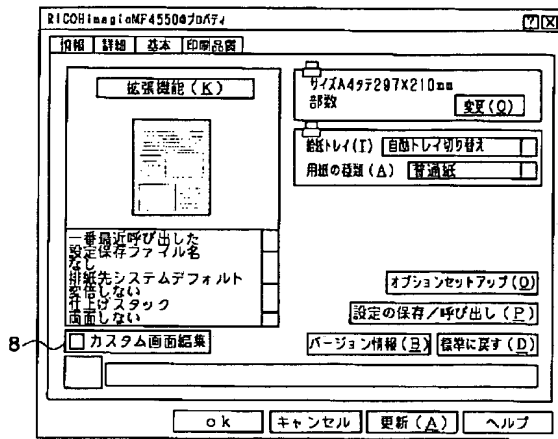 RICOHimagioMF4550のプロパティ
情報 詳細 基本 印刷品質
拡張機能(K)
サイズA4タテ297X210mm
部数 変更(Q)
給紙トレイ(T) 自動トレイ切り替え
用紙の種類(A) 普通紙
一番最近呼び出した
設定保存ファイル名
なし
排紙先システムデフォルト
変倍しない
仕上げスタック
両面しない
オプションセットアップ(O)
設定の保存/呼び出し(P)
8 カスタム画面編集 バージョン情報(B) 標準に戻す(D)
ok キャンセル 更新(A) ヘルプ